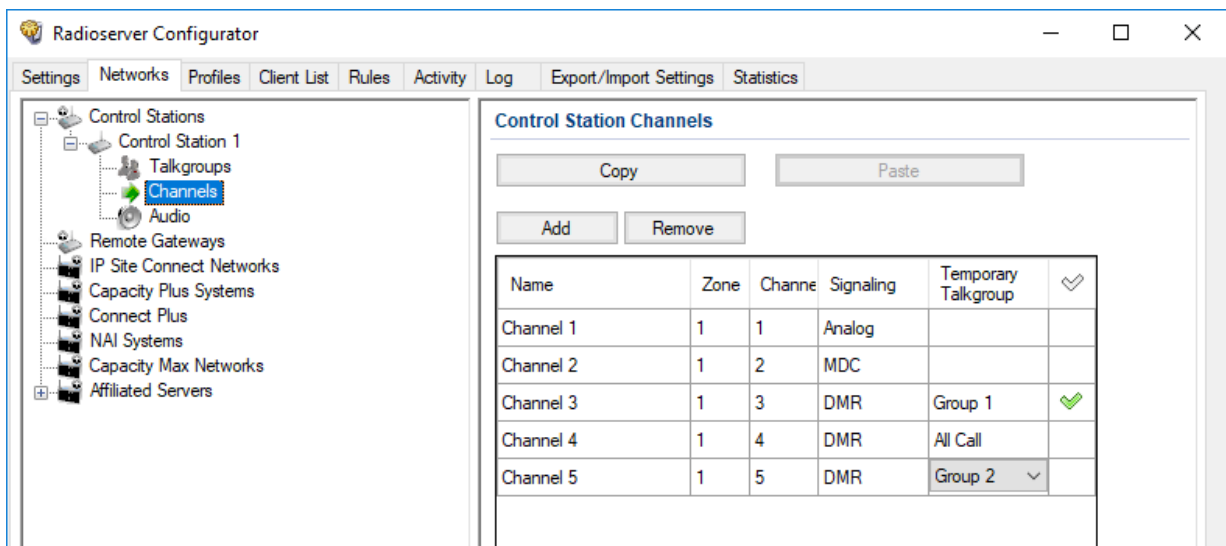 Radioserver Configurator
Settings Networks Profiles Client List Rules Activity Log Export/Import Settings Statistics
Control Stations
Control Station 1
Talkgroups
Channels
Audio
Remote Gateways
IP Site Connect Networks
Capacity Plus Systems
Connect Plus
NAI Systems
Capacity Max Networks
Affiliated Servers
Control Station Channels
Copy Paste
Add Remove
Name Zone Channe Signaling Temporary Talkgroup
Channel 1 1 1 Analog
Channel 2 1 2 MDC
Channel 3 1 3 DMR Group 1
Channel 4 1 4 DMR All Call
Channel 5 1 5 DMR Group 2